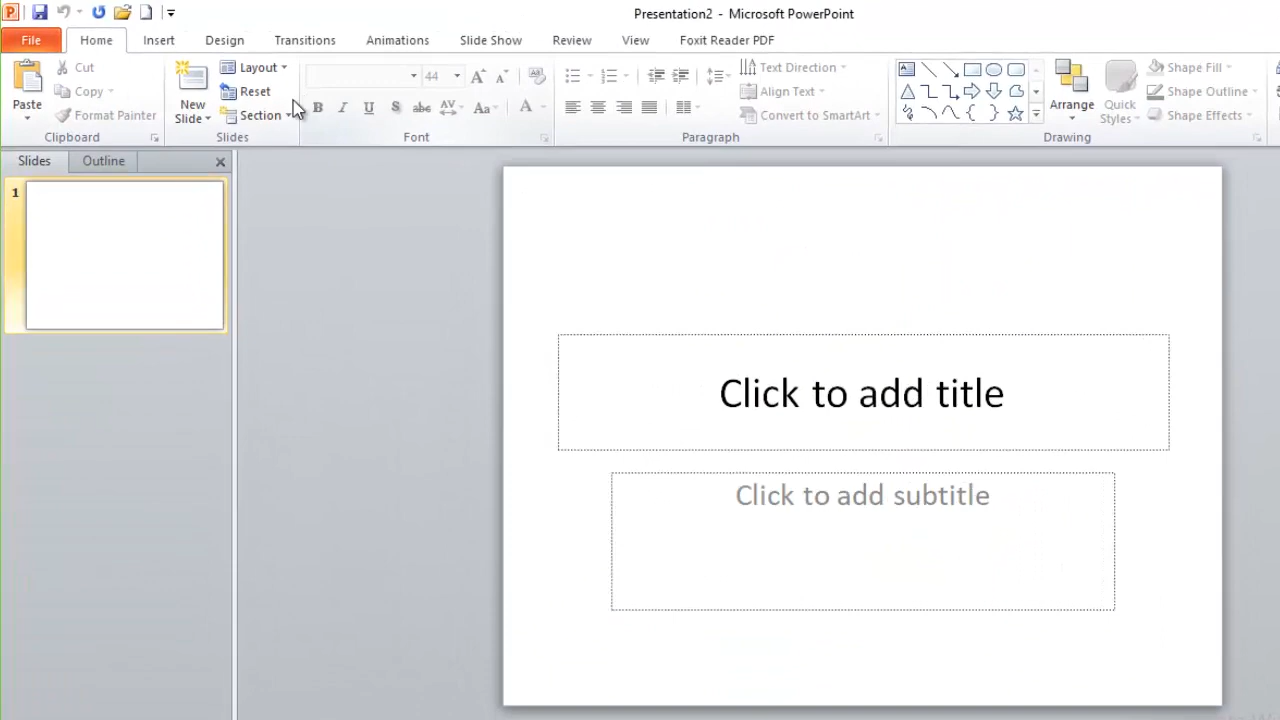 Presentation2 - Microsoft PowerPoint
File Home Insert Design Transitions Animations Slide Show Review View Foxit Reader PDF
Paste
Cut
Copy
Format Painter
Clipboard
New Slide
Layout
Reset
Section
Slides
44
B I U S abc AV Aa A
Font
Text Direction
Align Text
Convert to SmartArt
Paragraph
Arrange
Quick Styles
Shape Fill
Shape Outline
Shape Effects
Drawing
Slides Outline
1
Click to add title
Click to add subtitle